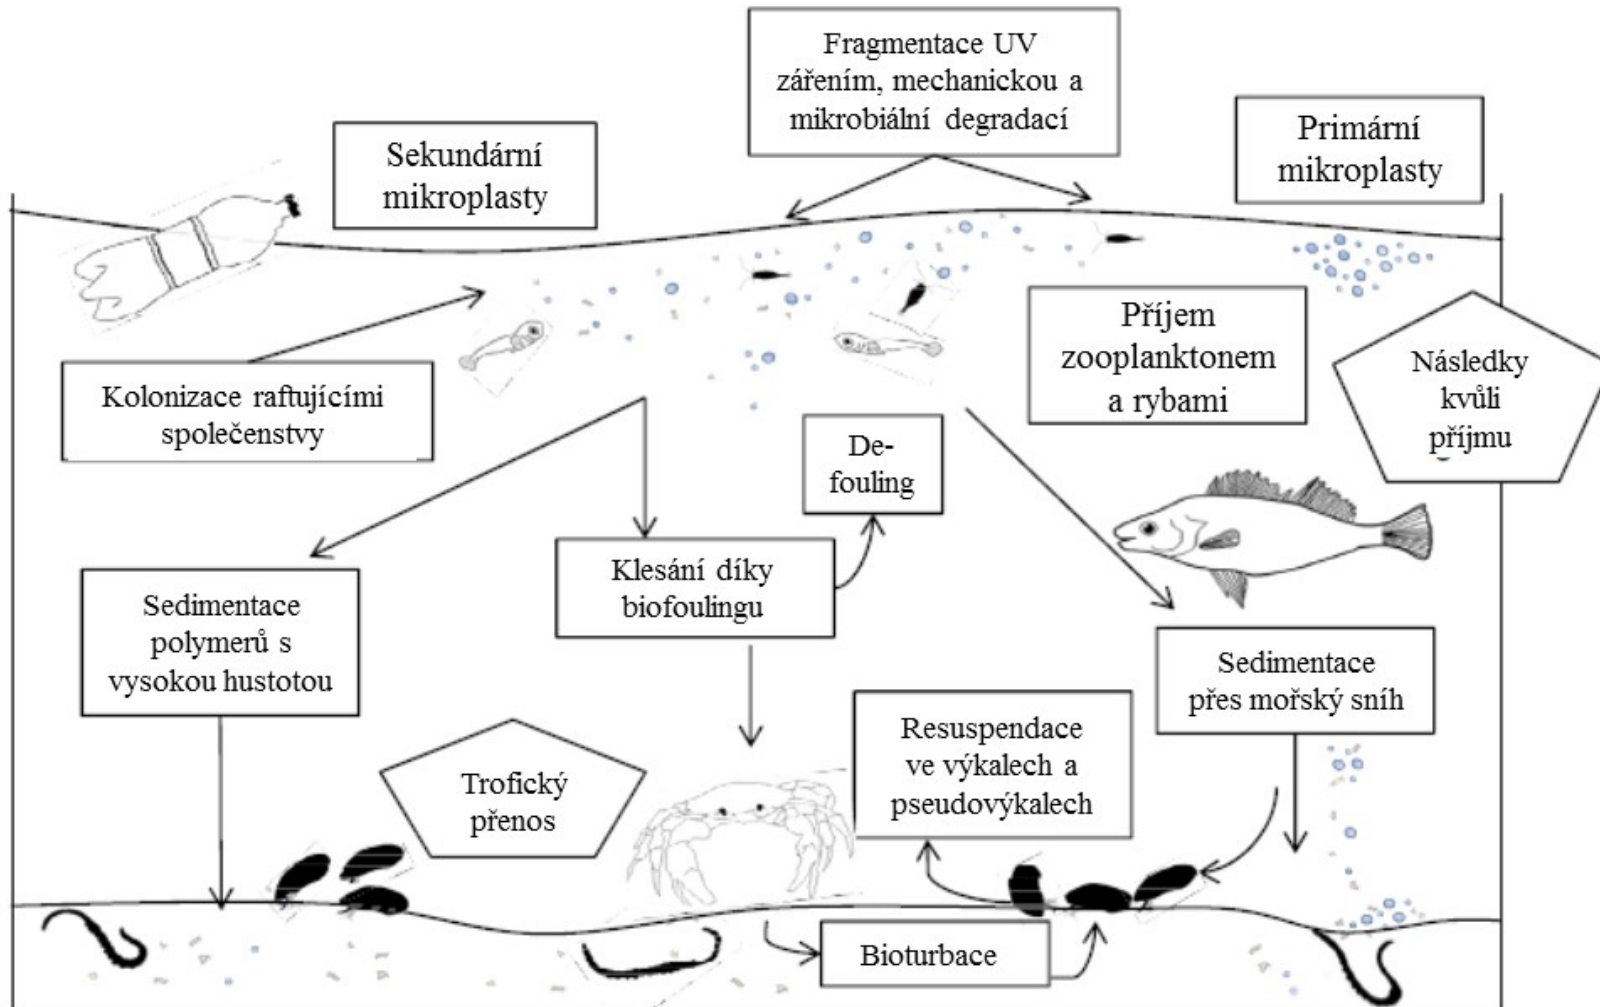 Fragmentace UV
zářením, mechanickou a
mikrobiální degradací
Sekundární
mikroplasty
Primární
mikroplasty
Kolonizace raftujícími
společenstvy
Příjem
zooplanktonem
a rybami
Následky
kvůli
příjmu
De-
fouling
Klesání díky
biofoulingu
Sedimentace
polymerů s
vysokou hustotou
Sedimentace
přes mořský sníh
Resuspendace
ve výkalech a
pseudovýkalech
Trofický
přenos
Bioturbace